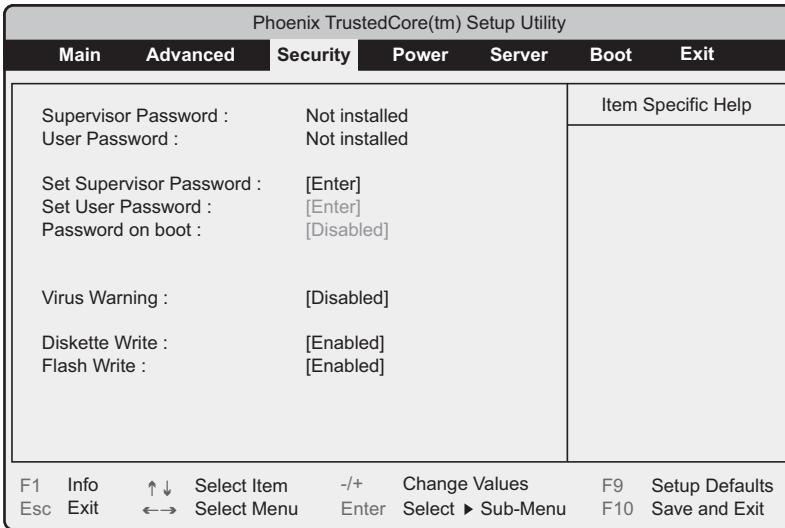 Phoenix TrustedCore(tm) Setup Utility
Main Advanced Security Power Server Boot Exit
Supervisor Password : Not installed
User Password : Not installed
Set Supervisor Password : [Enter]
Set User Password : [Enter]
Password on boot : [Disabled]
Virus Warning : [Disabled]
Diskette Write : [Enabled]
Flash Write : [Enabled]
Item Specific Help
F1 Info ↑↓ Select Item -/+ Change Values F9 Setup Defaults
Esc Exit ←→ Select Menu Enter Select ▶ Sub-Menu F10 Save and Exit